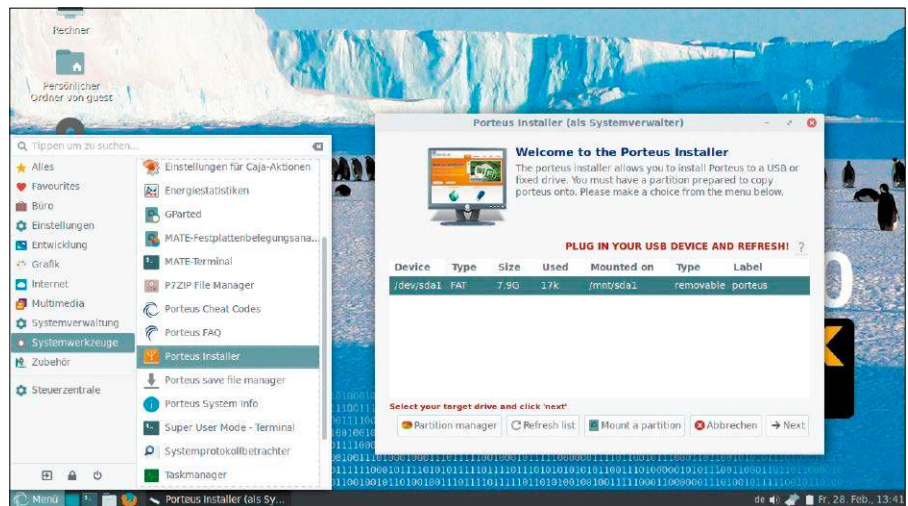 Rechner
Persönlicher
Ordner von guest
Tippen um zu suchen...
Alles
Favourites
Büro
Einstellungen
Entwicklung
Grafik
Internet
Multimedia
Systemverwaltung
Systemwerkzeuge
Zubehör
Steuerzentrale
Einstellungen für Caja-Aktionen
Energiestatistiken
GParted
MATE-Festplattenbelegungsana...
MATE-Terminal
P7ZIP File Manager
Porteus Cheat Codes
Porteus FAQ
Porteus Installer
Porteus save file manager
Porteus System Info
Super User Mode - Terminal
Systemprotokollbetrachter
Taskmanager
Porteus Installer (als Systemverwalter)
Welcome to the Porteus Installer
The porteus installer allows you to install Porteus to a USB or
fixed drive. You must have a partition prepared to copy
porteus onto. Please make a choice from the menu below.
PLUG IN YOUR USB DEVICE AND REFRESH! ?
Device Type Size Used Mounted on Type Label
/dev/sda1 FAT 7.9G 17k /mnt/sda1 removable porteus
Select your target drive and click 'next'
Partition manager Refresh list Mount a partition Abbrechen Next
Menü Porteus Installer (als Sy... de Fr, 28. Feb., 13:41